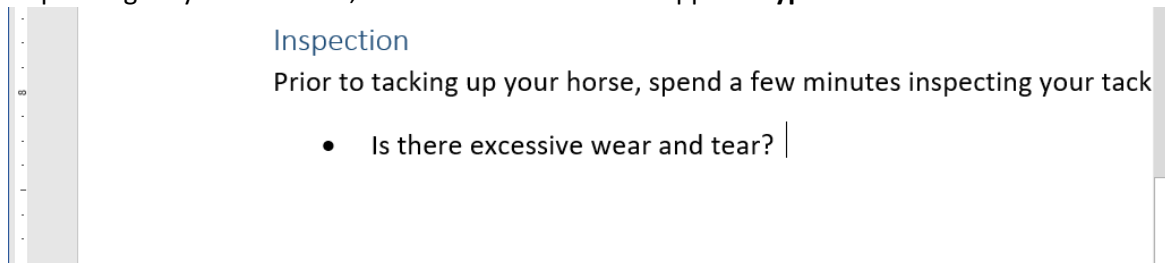 Inspection
Prior to tacking up your horse, spend a few minutes inspecting your tack
• Is there excessive wear and tear?